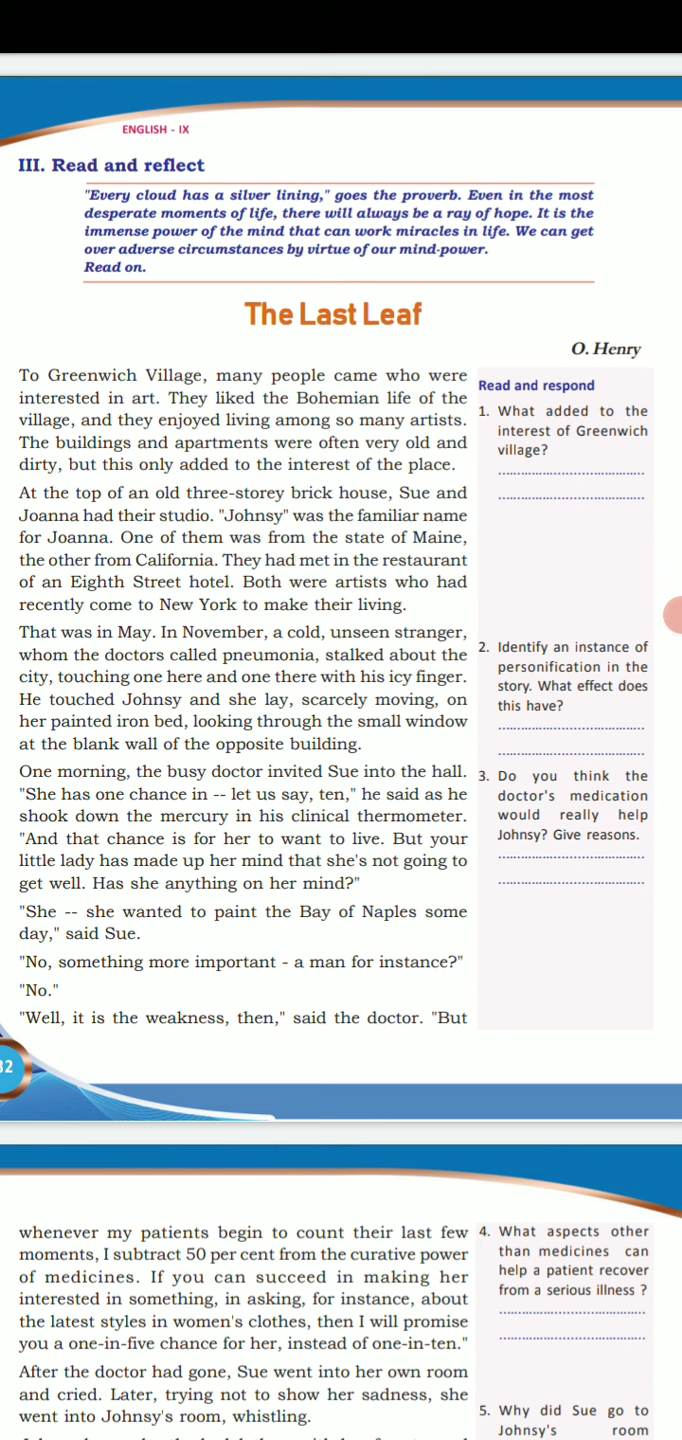 ENGLISH - IX
III. Read and reflect
"Every cloud has a silver lining," goes the proverb. Even in the most
desperate moments of life, there will always be a ray of hope. It is the
immense power of the mind that can work miracles in life. We can get
over adverse circumstances by virtue of our mind-power.
Read on.
The Last Leaf
O. Henry
To Greenwich Village, many people came who were
interested in art. They liked the Bohemian life of the
village, and they enjoyed living among so many artists.
The buildings and apartments were often very old and
dirty, but this only added to the interest of the place.
At the top of an old three-storey brick house, Sue and
Joanna had their studio. "Johnsy" was the familiar name
for Joanna. One of them was from the state of Maine,
the other from California. They had met in the restaurant
of an Eighth Street hotel. Both were artists who had
recently come to New York to make their living.
That was in May. In November, a cold, unseen stranger,
whom the doctors called pneumonia, stalked about the
city, touching one here and one there with his icy finger.
He touched Johnsy and she lay, scarcely moving, on
her painted iron bed, looking through the small window
at the blank wall of the opposite building.
One morning, the busy doctor invited Sue into the hall.
"She has one chance in -- let us say, ten," he said as he
shook down the mercury in his clinical thermometer.
"And that chance is for her to want to live. But your
little lady has made up her mind that she's not going to
get well. Has she anything on her mind?"
"She -- she wanted to paint the Bay of Naples some
day," said Sue.
"No, something more important - a man for instance?"
"No."
"Well, it is the weakness, then," said the doctor. "But
Read and respond
1. What added to the
interest of Greenwich
village?
2. Identify an instance of
personification in the
story. What effect does
this have?
3. Do you think the
doctor's medication
would really help
Johnsy? Give reasons.
32
whenever my patients begin to count their last few
moments, I subtract 50 per cent from the curative power
of medicines. If you can succeed in making her
interested in something, in asking, for instance, about
the latest styles in women's clothes, then I will promise
you a one-in-five chance for her, instead of one-in-ten."
After the doctor had gone, Sue went into her own room
and cried. Later, trying not to show her sadness, she
went into Johnsy's room, whistling.
4. What aspects other
than medicines can
help a patient recover
from a serious illness ?
5. Why did Sue go to
Johnsy's room